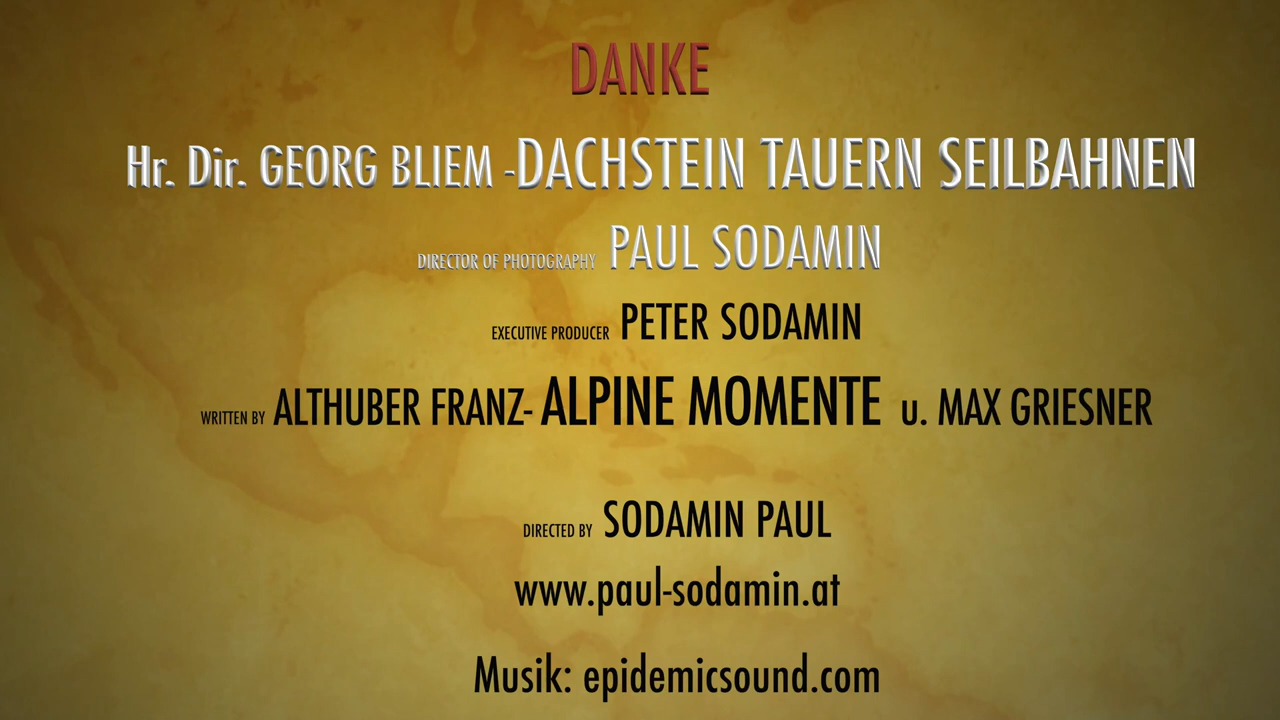 DANKE
Hr. Dir. GEORG BLIEM -DACHSTEIN TAUERN SEILBAHNEN
DIRECTOR OF PHOTOGRAPHY PAUL SODAMIN
EXECUTIVE PRODUCER PETER SODAMIN
WRITTEN BY ALTHUBER FRANZ- ALPINE MOMENTE u. MAX GRIESNER
DIRECTED BY SODAMIN PAUL
www.paul-sodamin.at
Musik: epidemicsound.com